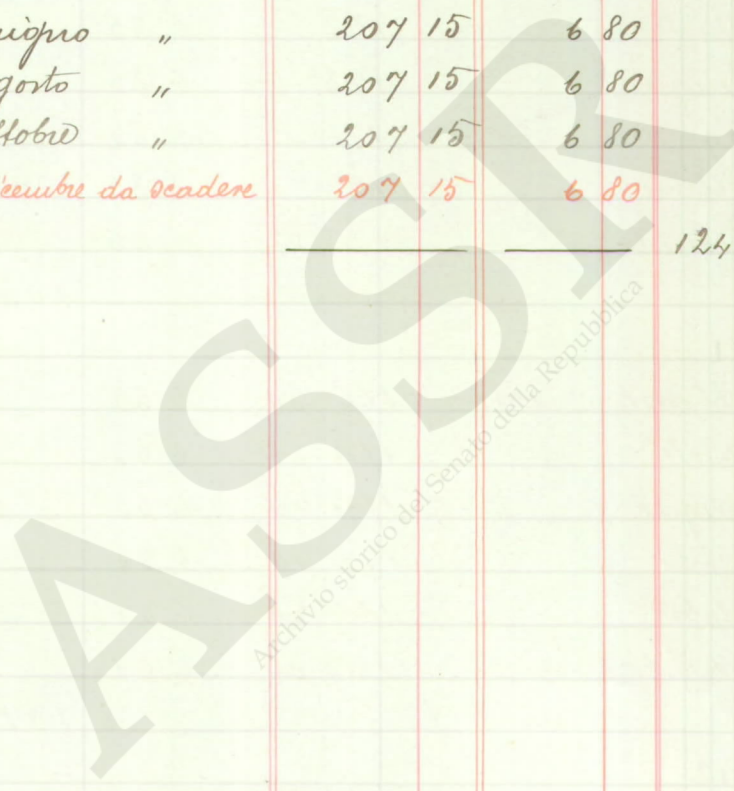 iugno " 207 15 6 80
gosto " 207 15 6 80
ttobre " 207 15 6 80
cembre da scadere 207 15 6 80
124
ASSR
Archivio storico del Senato della Repubblica